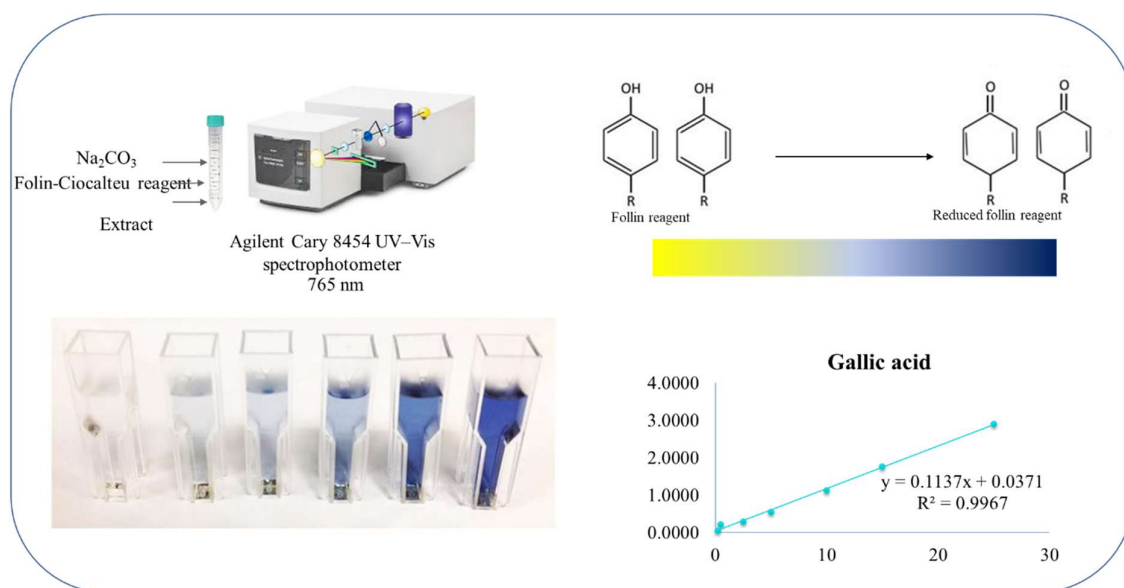 Na₂CO₃
Folin-Ciocalteu reagent
Extract
Agilent Cary 8454 UV–Vis
spectrophotometer
765 nm
OH OH
R R
Follin reagent
O O
R R
Reduced follin reagent
Gallic acid
4.0000
3.0000
2.0000
1.0000
0.0000
y = 0.1137x + 0.0371
R² = 0.9967
0 10 20 30